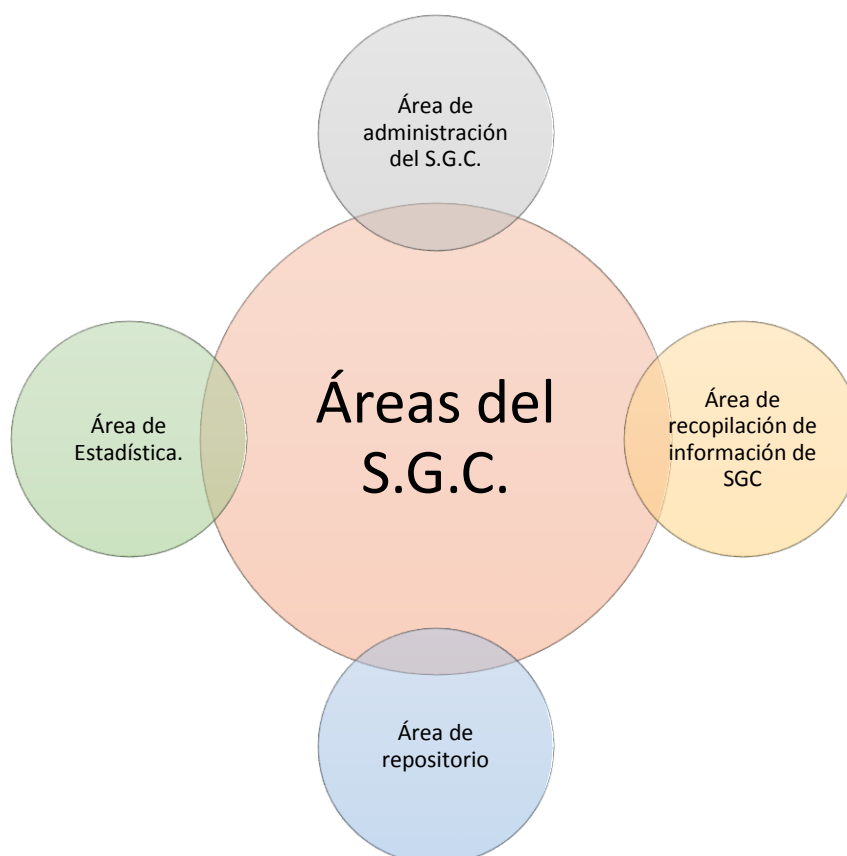 Área de
administración
del S.G.C.
Áreas del
S.G.C.
Área de
recopilación de
información de
SGC
Área de
repositorio
Área de
Estadística.